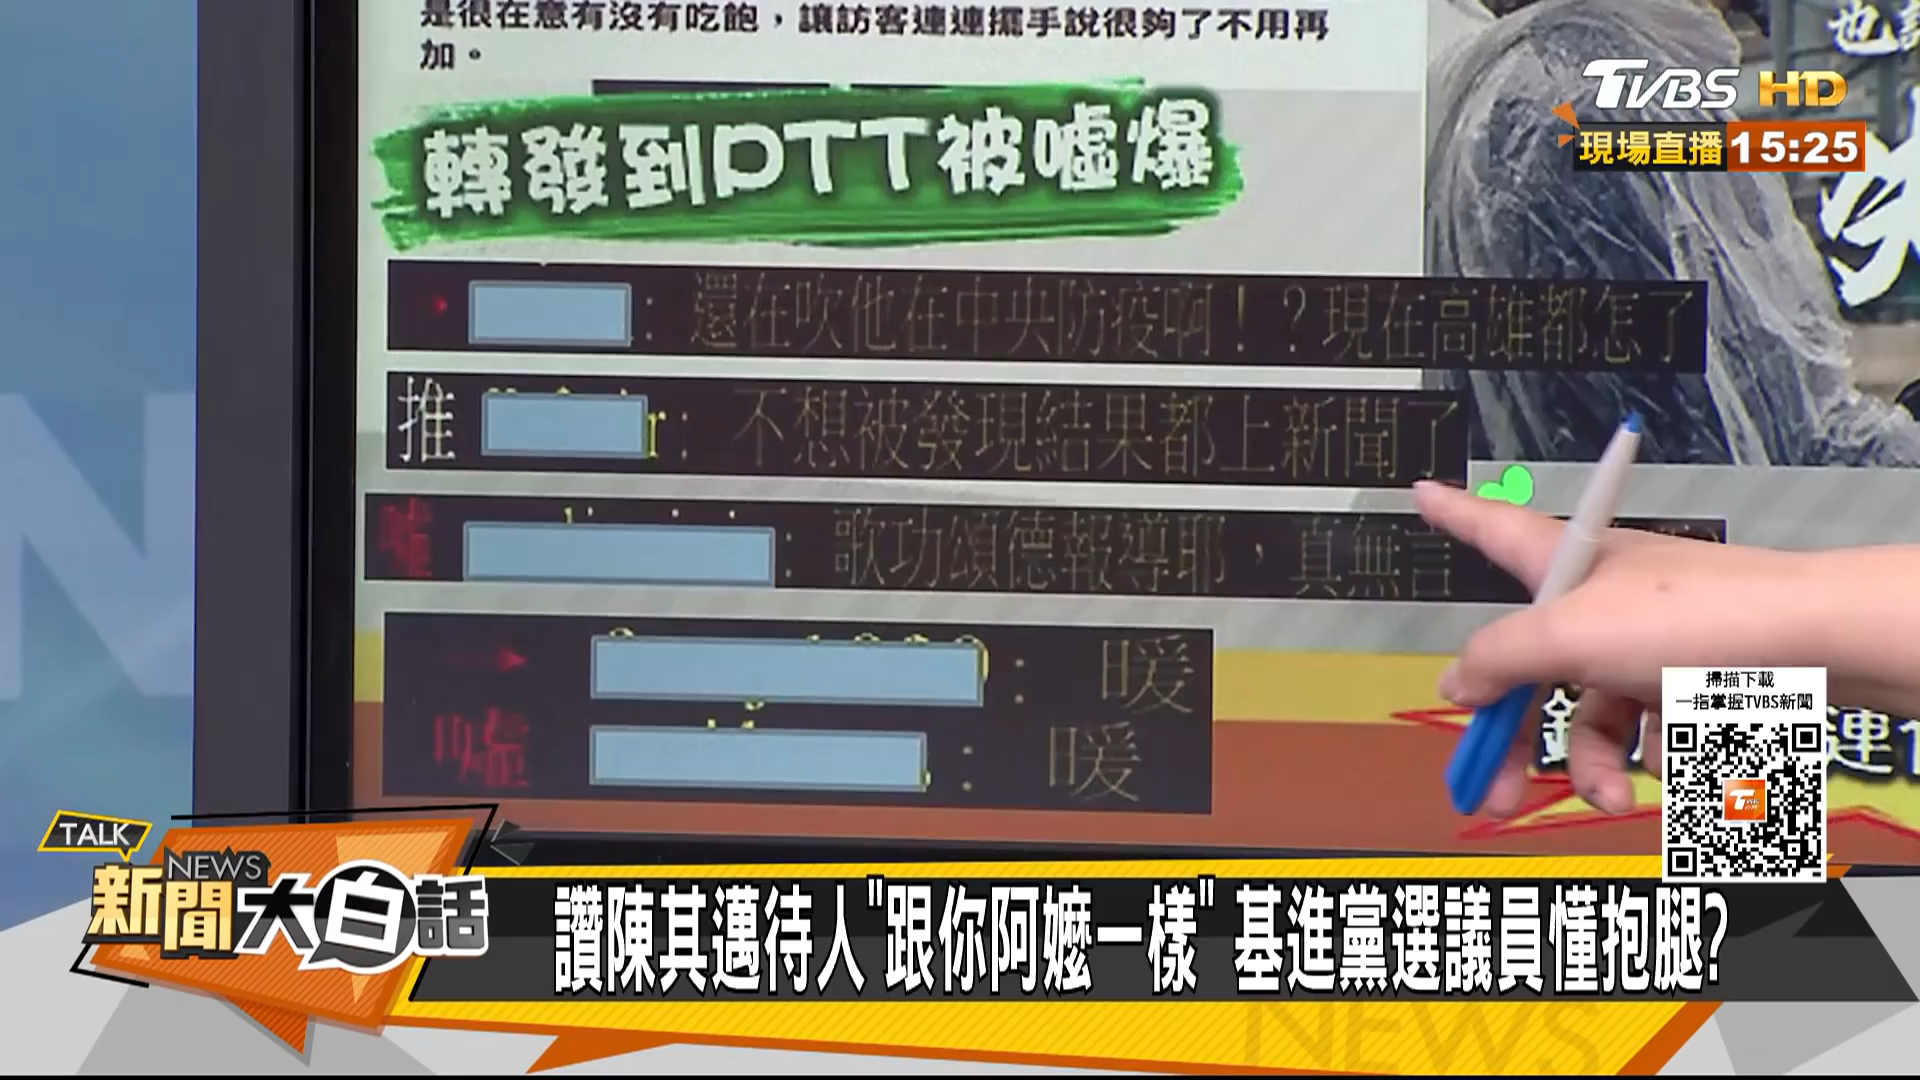 是很在意有沒有吃飽，讓訪客連連揮手說很夠了不用再
加。
也
TVBS HD
現場直播 15:25
轉發到PTT被噓爆
: 還在吹他在中央防疫啊！？現在高雄都怎了
推 r: 不想被發現結果都上新聞了
噓 : 歌功頌德報導耶，真無言
→ : 暖
噓 : 暖
掃描下載
一指掌握TVBS新聞
連
TALK
NEWS
新聞大白話
讚陳其邁待人"跟你阿嬤一樣" 基進黨選議員懂抱腿?
NEWS